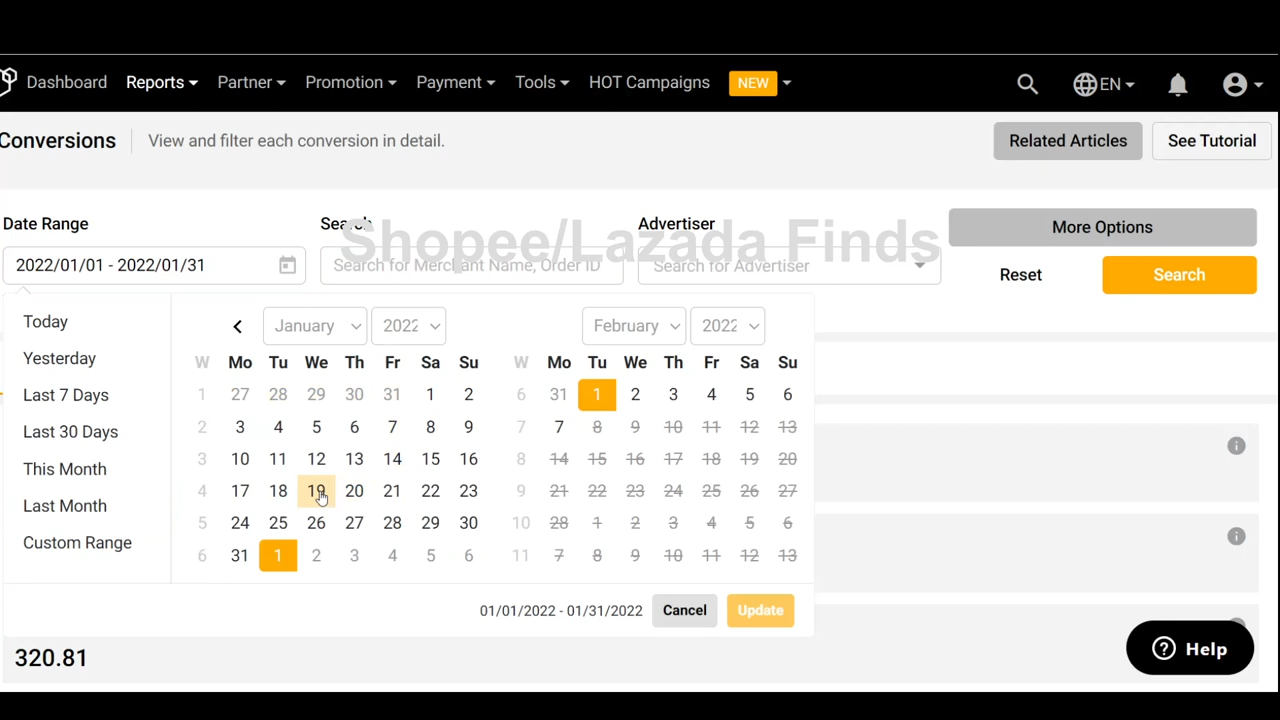 Dashboard Reports Partner Promotion Payment Tools HOT Campaigns NEW EN
Conversions View and filter each conversion in detail. Related Articles See Tutorial
Date Range Search Advertiser More Options
Shopee/Lazada Finds
2022/01/01 - 2022/01/31 Search for Merchant Name, Order ID Search for Advertiser Reset Search
Today
Yesterday
Last 7 Days
Last 30 Days
This Month
Last Month
Custom Range
January 2022
W Mo Tu We Th Fr Sa Su
1 27 28 29 30 31 1 2
2 3 4 5 6 7 8 9
3 10 11 12 13 14 15 16
4 17 18 19 20 21 22 23
5 24 25 26 27 28 29 30
6 31 1 2 3 4 5 6
February 2022
W Mo Tu We Th Fr Sa Su
6 31 1 2 3 4 5 6
7 7 8 9 10 11 12 13
8 14 15 16 17 18 19 20
9 21 22 23 24 25 26 27
10 28 1 2 3 4 5 6
11 7 8 9 10 11 12 13
01/01/2022 - 01/31/2022 Cancel Update
320.81
Help